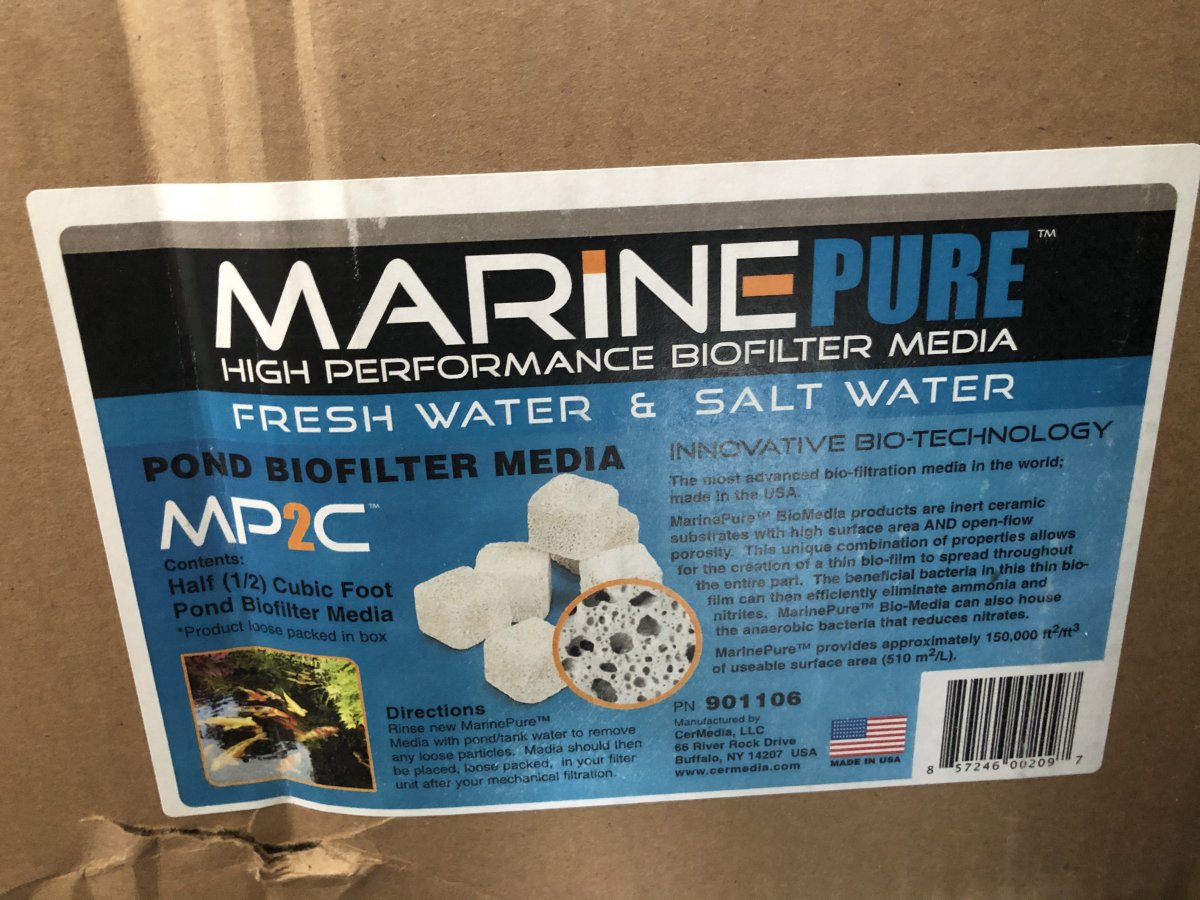 MARINEPURE™
HIGH PERFORMANCE BIOFILTER MEDIA
FRESH WATER & SALT WATER
POND BIOFILTER MEDIA
MP2C™
Contents:
Half (1/2) Cubic Foot
Pond Biofilter Media
*Product loose packed in box
INNOVATIVE BIO-TECHNOLOGY
The most advanced bio-filtration media in the world;
made in the USA.
MarinePure™ BioMedia products are inert ceramic
substrates with high surface area AND open-flow
porosity. This unique combination of properties allows
for the creation of a thin bio-film to spread throughout
the entire part. The beneficial bacteria in this thin bio-
film can then efficiently eliminate ammonia and
nitrites. MarinePure™ Bio-Media can also house
the anaerobic bacteria that reduces nitrates.
MarinePure™ provides approximately 150,000 ft²/ft³
of useable surface area (510 m²/L).
Directions
Rinse new MarinePure™
Media with pond/tank water to remove
any loose particles. Media should then
be placed, loose packed, in your filter
unit after your mechanical filtration.
PN 901106
Manufactured by
CerMedia, LLC
66 River Rock Drive
Buffalo, NY 14207 USA
www.cermedia.com
MADE IN USA
8 57246 00209 7